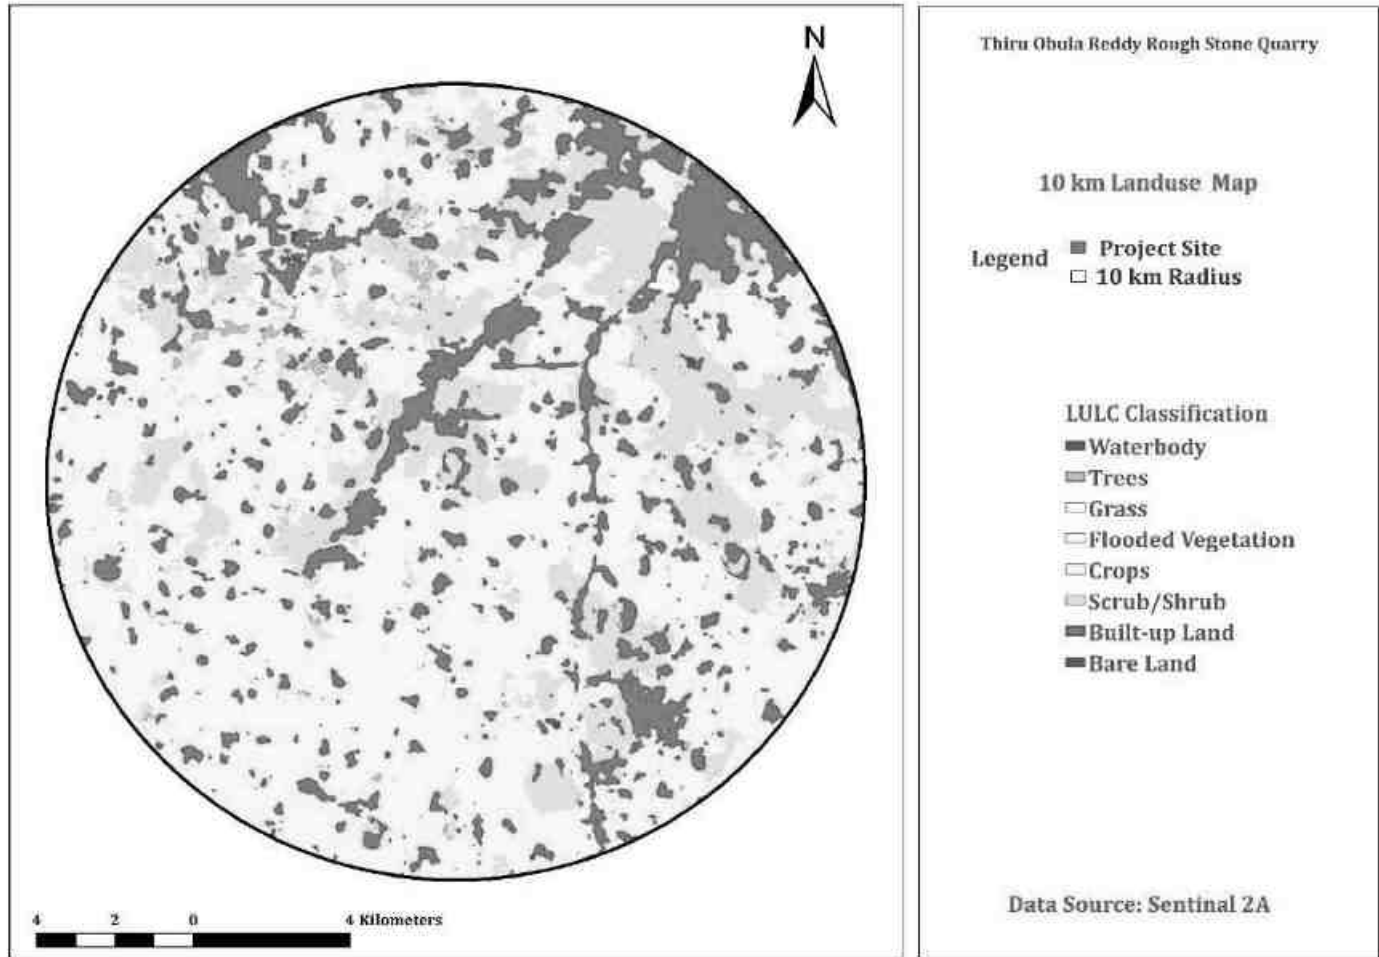 N
4 2 0 4 Kilometers
Thiru Obula Reddy Rough Stone Quarry
10 km Landuse Map
Legend
Project Site
10 km Radius
LULC Classification
Waterbody
Trees
Grass
Flooded Vegetation
Crops
Scrub/Shrub
Built-up Land
Bare Land
Data Source: Sentinal 2A